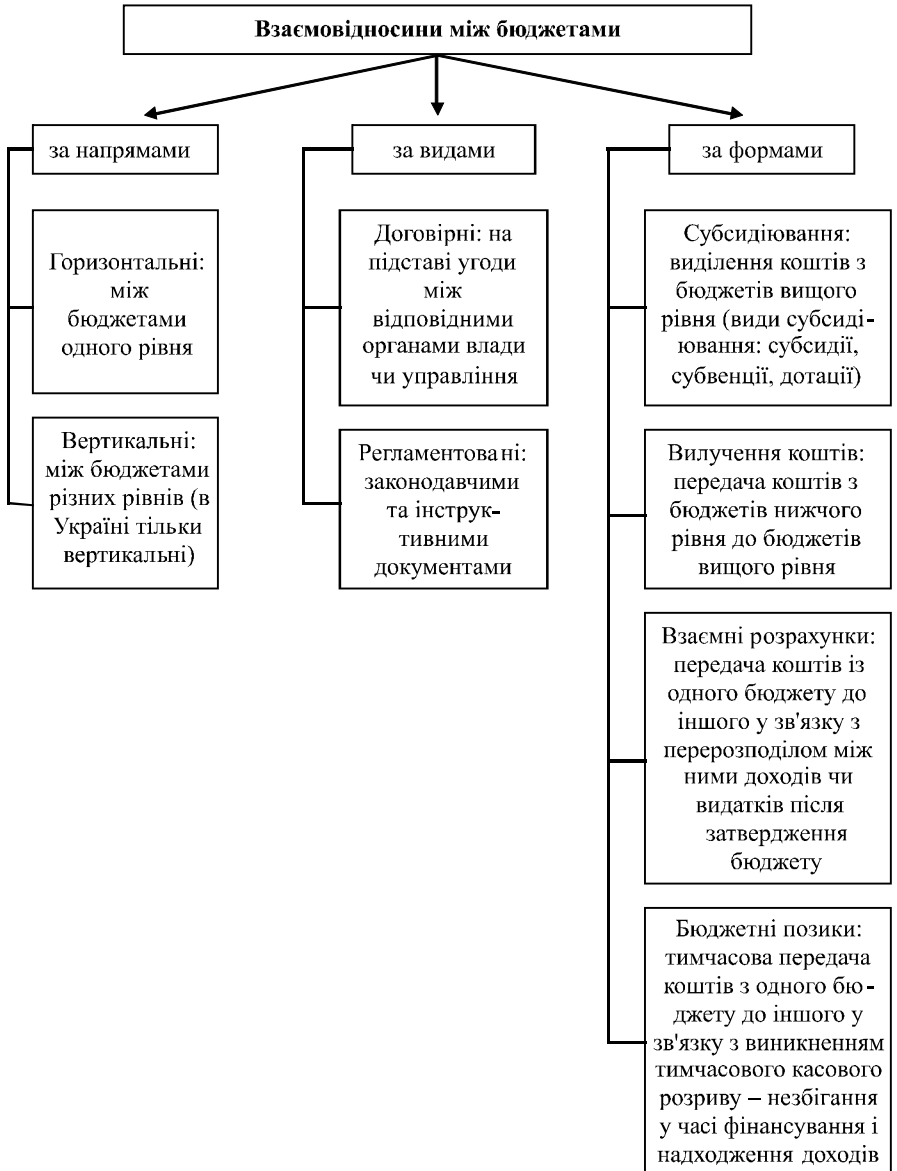 Взаємовідносини між бюджетами
за напрямами
за видами
за формами
Горизонтальні:
між
бюджетами
одного рівня
Вертикальні:
між бюджетами
різних рівнів (в
Україні тільки
вертикальні)
Договірні: на
підставі угоди
між
відповідними
органами влади
чи управління
Регламентовані:
законодавчими
та інструк-
тивними
документами
Субсидіювання:
виділення коштів з
бюджетів вищого
рівня (види субсиді-
ювання: субсидії,
субвенції, дотації)
Вилучення коштів:
передача коштів з
бюджетів нижчого
рівня до бюджетів
вищого рівня
Взаємні розрахунки:
передача коштів із
одного бюджету до
іншого у зв'язку з
перерозподілом між
ними доходів чи
видатків після
затвердження
бюджету
Бюджетні позики:
тимчасова передача
коштів з одного бю-
джету до іншого у
зв'язку з виникненням
тимчасового касового
розриву – незбігання
у часі фінансування і
надходження доходів